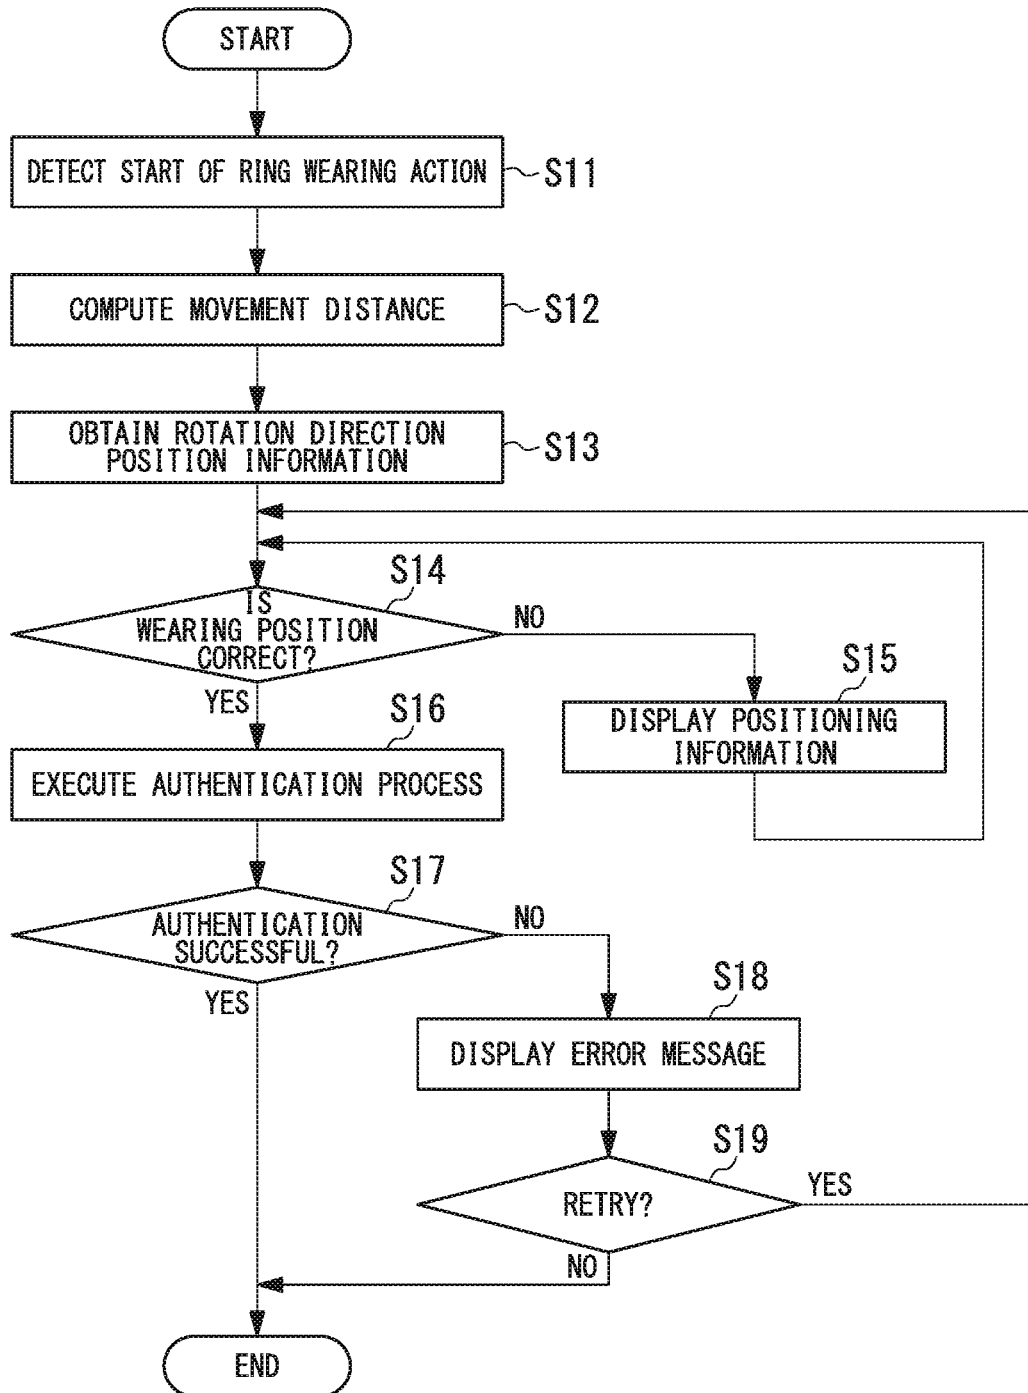 START
DETECT START OF RING WEARING ACTION
S11
COMPUTE MOVEMENT DISTANCE
S12
OBTAIN ROTATION DIRECTION
POSITION INFORMATION
S13
S14
IS
WEARING POSITION
CORRECT?
NO
YES
S15
DISPLAY POSITIONING
INFORMATION
S16
EXECUTE AUTHENTICATION PROCESS
S17
AUTHENTICATION
SUCCESSFUL?
NO
YES
S18
DISPLAY ERROR MESSAGE
S19
RETRY?
YES
NO
END